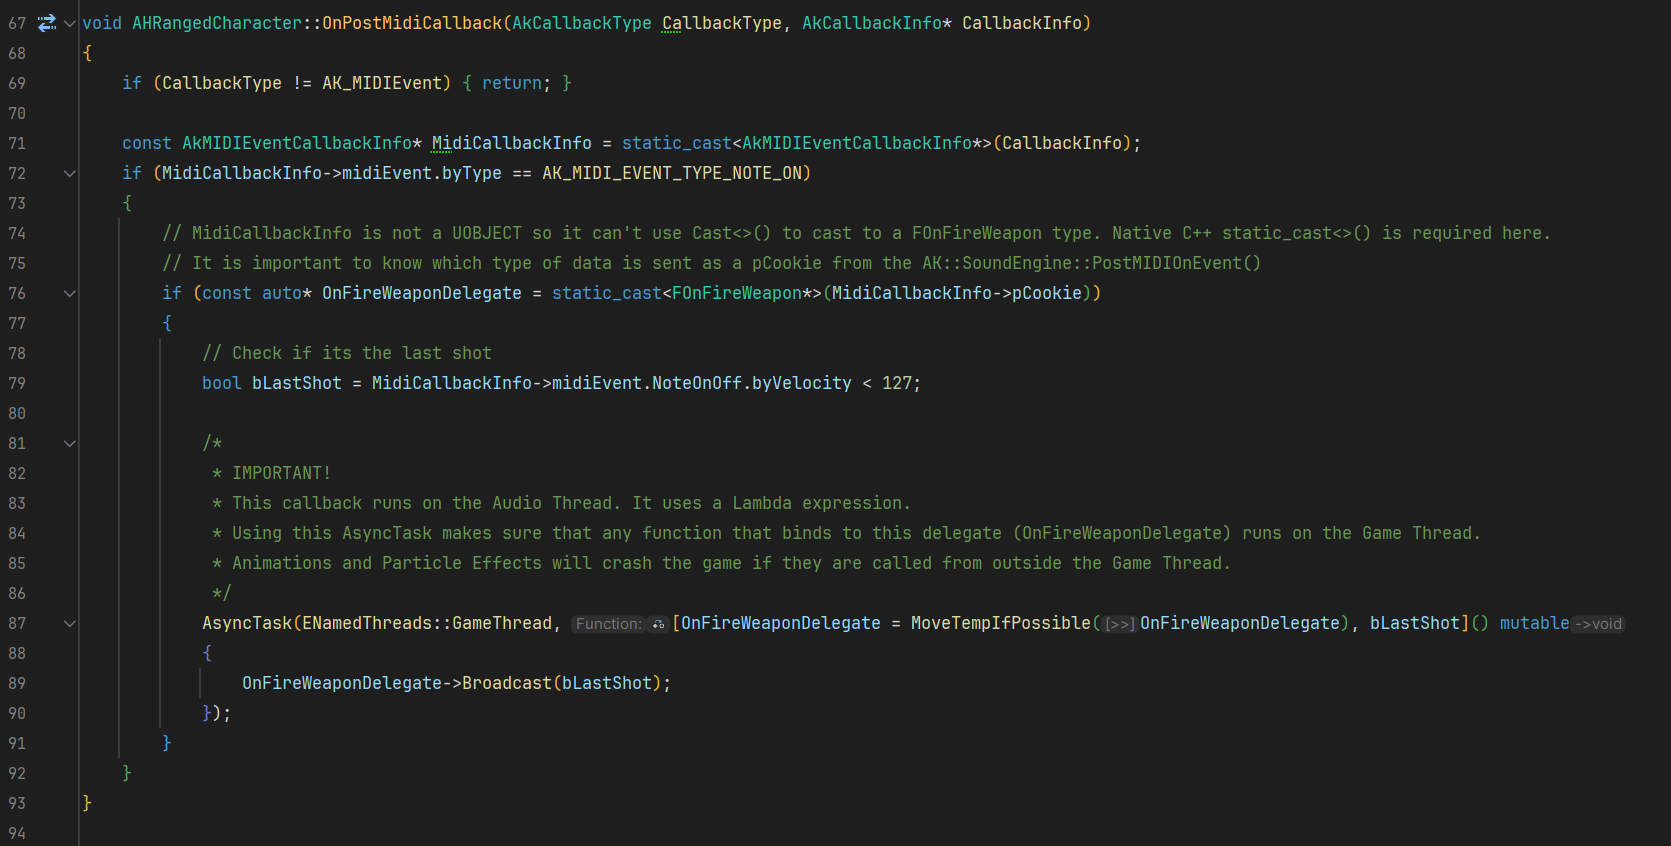 67 void AHRangedCharacter::OnPostMidiCallback(AkCallbackType CallbackType, AkCallbackInfo* CallbackInfo)
68 {
69     if (CallbackType != AK_MIDIEvent) { return; }
70
71     const AkMIDIEventCallbackInfo* MidiCallbackInfo = static_cast<AkMIDIEventCallbackInfo*>(CallbackInfo);
72     if (MidiCallbackInfo->midiEvent.byType == AK_MIDI_EVENT_TYPE_NOTE_ON)
73     {
74         // MidiCallbackInfo is not a UOBJECT so it can't use Cast<>() to cast to a FOnFireWeapon type. Native C++ static_cast<>() is required here.
75         // It is important to know which type of data is sent as a pCookie from the AK::SoundEngine::PostMIDIOnEvent()
76         if (const auto* OnFireWeaponDelegate = static_cast<FOnFireWeapon*>(MidiCallbackInfo->pCookie))
77         {
78             // Check if its the last shot
79             bool bLastShot = MidiCallbackInfo->midiEvent.NoteOnOff.byVelocity < 127;
80
81             /*
82              * IMPORTANT!
83              * This callback runs on the Audio Thread. It uses a Lambda expression.
84              * Using this AsyncTask makes sure that any function that binds to this delegate (OnFireWeaponDelegate) runs on the Game Thread.
85              * Animations and Particle Effects will crash the game if they are called from outside the Game Thread.
86              */
87             AsyncTask(ENamedThreads::GameThread, Function: [OnFireWeaponDelegate = MoveTempIfPossible([>>]OnFireWeaponDelegate), bLastShot]() mutable ->void
88             {
89                 OnFireWeaponDelegate->Broadcast(bLastShot);
90             });
91         }
92     }
93 }
94